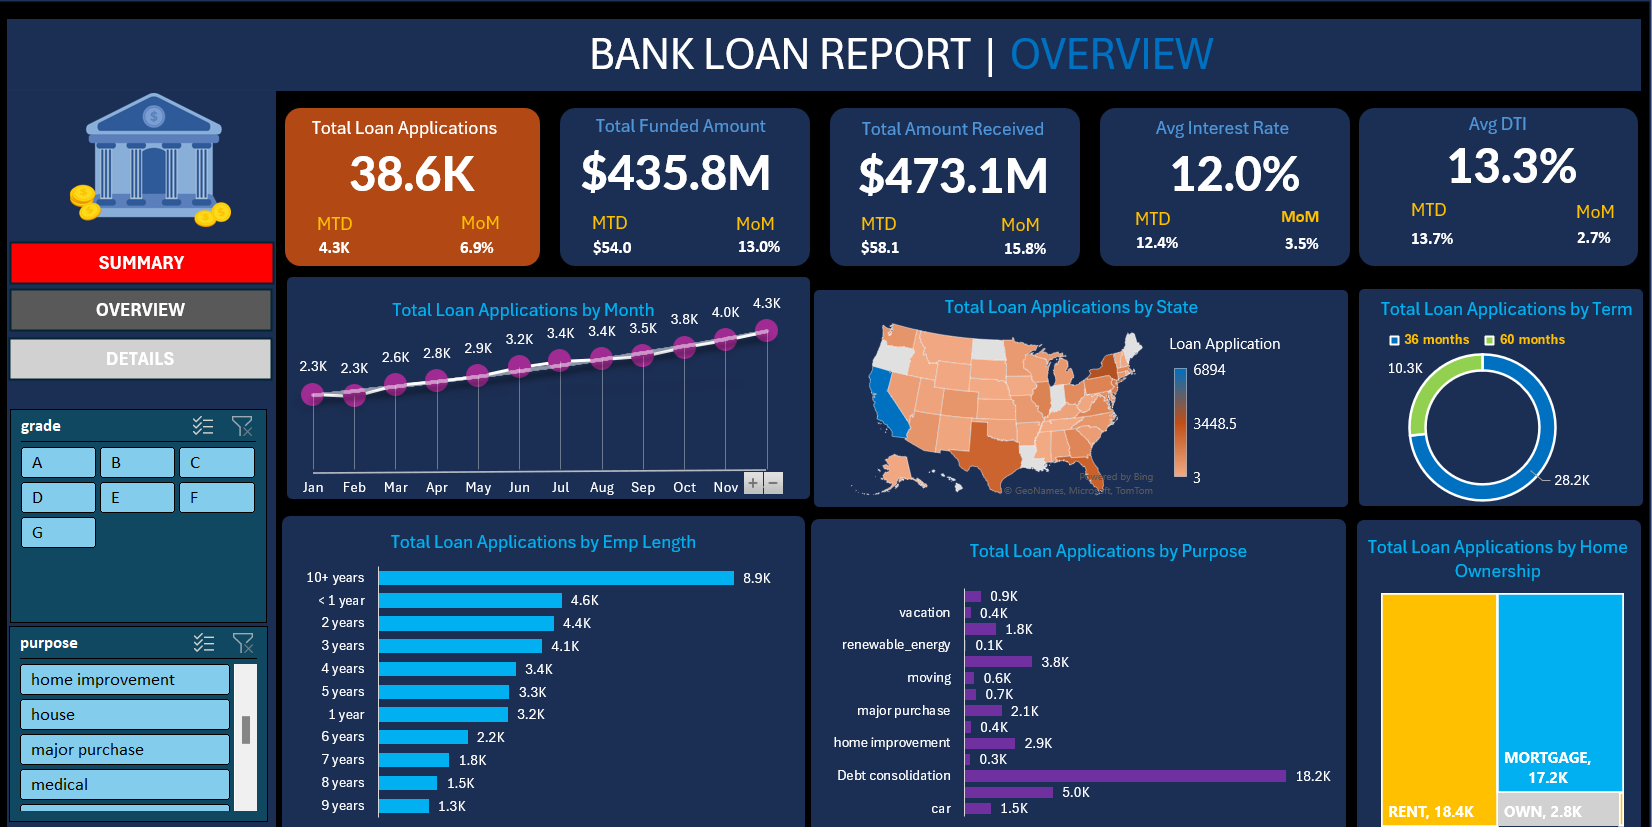 BANK LOAN REPORT | OVERVIEW
SUMMARY
OVERVIEW
DETAILS
grade
A
B
C
D
E
F
G
purpose
home improvement
house
major purchase
medical
Total Loan Applications
38.6K
MTD
MoM
4.3K
6.9%
Total Funded Amount
$435.8M
MTD
MoM
$54.0
13.0%
Total Amount Received
$473.1M
MTD
MoM
$58.1
15.8%
Avg Interest Rate
12.0%
MTD
MoM
12.4%
3.5%
Avg DTI
13.3%
MTD
MoM
13.7%
2.7%
Total Loan Applications by Month
2.3K
2.3K
2.6K
2.8K
2.9K
3.2K
3.4K
3.4K
3.5K
3.8K
4.0K
4.3K
Jan
Feb
Mar
Apr
May
Jun
Jul
Aug
Sep
Oct
Nov
+
−
Total Loan Applications by State
Loan Application
6894
3448.5
3
Powered by Bing
© GeoNames, Microsoft, TomTom
Total Loan Applications by Term
36 months
60 months
10.3K
28.2K
Total Loan Applications by Emp Length
10+ years
8.9K
< 1 year
4.6K
2 years
4.4K
3 years
4.1K
4 years
3.4K
5 years
3.3K
1 year
3.2K
6 years
2.2K
7 years
1.8K
8 years
1.5K
9 years
1.3K
Total Loan Applications by Purpose
0.9K
vacation
0.4K
1.8K
renewable_energy
0.1K
3.8K
moving
0.6K
0.7K
major purchase
2.1K
0.4K
home improvement
2.9K
0.3K
Debt consolidation
18.2K
5.0K
car
1.5K
Total Loan Applications by Home
Ownership
MORTGAGE,
17.2K
RENT, 18.4K
OWN, 2.8K